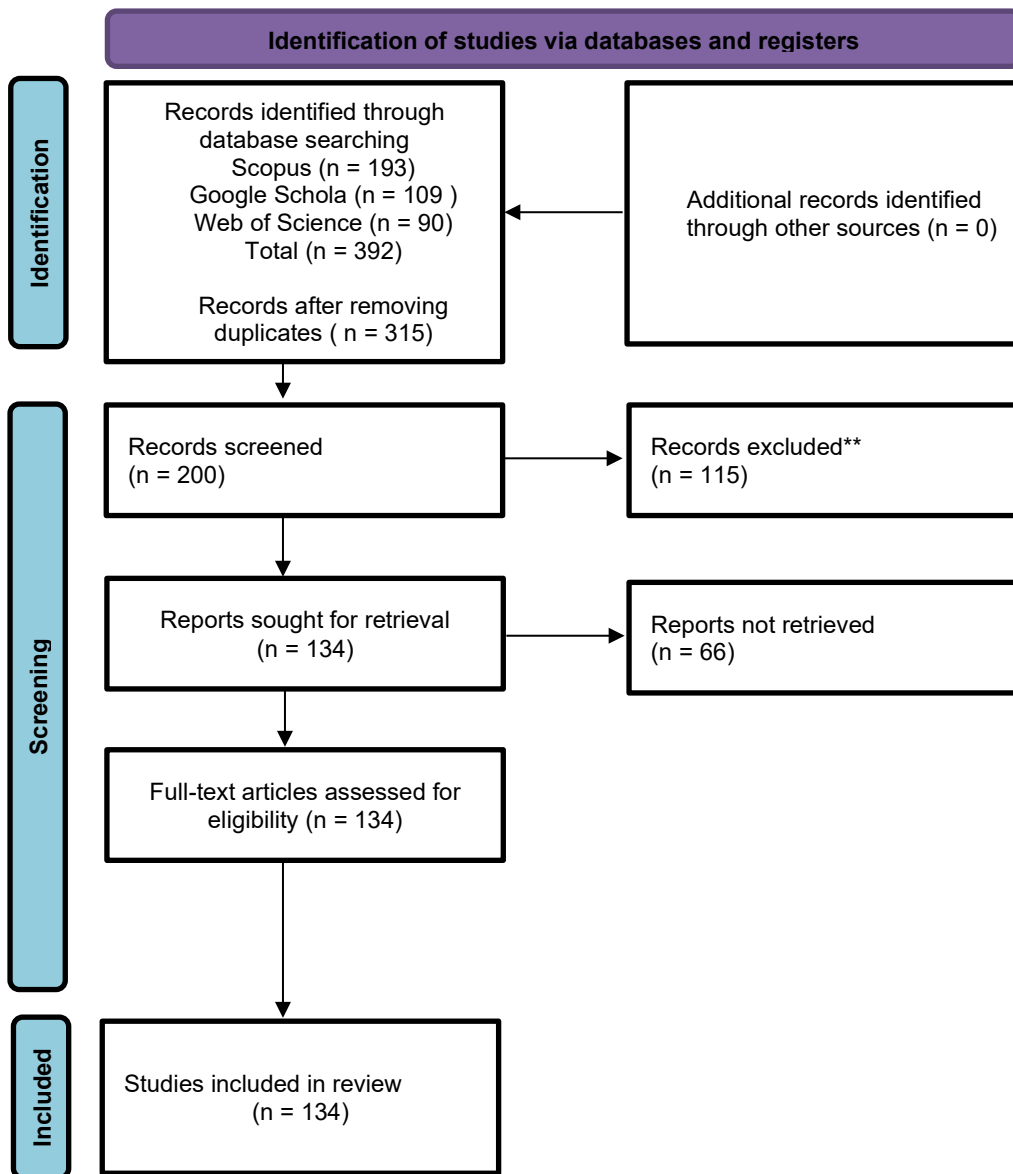 Identification of studies via databases and registers
Identification
Records identified through
database searching
Scopus (n = 193)
Google Schola (n = 109 )
Web of Science (n = 90)
Total (n = 392)
Records after removing
duplicates ( n = 315)
Additional records identified
through other sources (n = 0)
Screening
Records screened
(n = 200)
Records excluded**
(n = 115)
Reports sought for retrieval
(n = 134)
Reports not retrieved
(n = 66)
Full-text articles assessed for
eligibility (n = 134)
Included
Studies included in review
(n = 134)